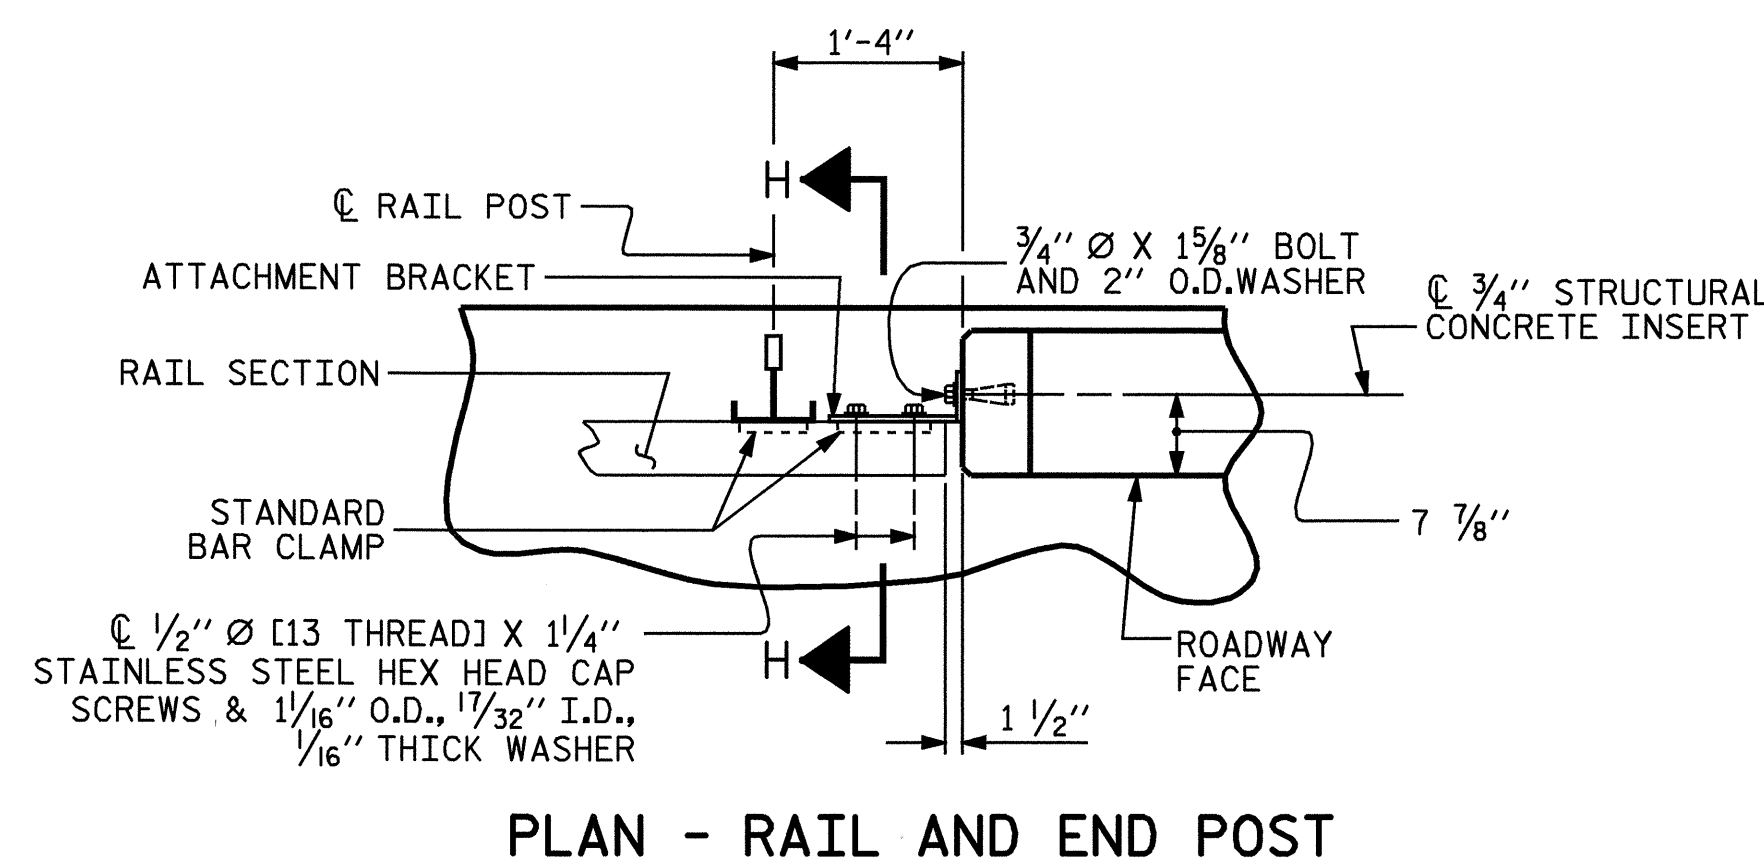 1'-4"
H
℄ RAIL POST
ATTACHMENT BRACKET
3/4" Ø X 1 5/8" BOLT
AND 2" O.D.WASHER
℄ 3/4" STRUCTURAL
CONCRETE INSERT
RAIL SECTION
STANDARD
BAR CLAMP
7 7/8"
℄ 1/2" Ø [13 THREAD] X 1 1/4"
STAINLESS STEEL HEX HEAD CAP
SCREWS & 1 1/16" O.D., 17/32" I.D.,
1/16" THICK WASHER
H
ROADWAY
FACE
1 1/2"
PLAN - RAIL AND END POST